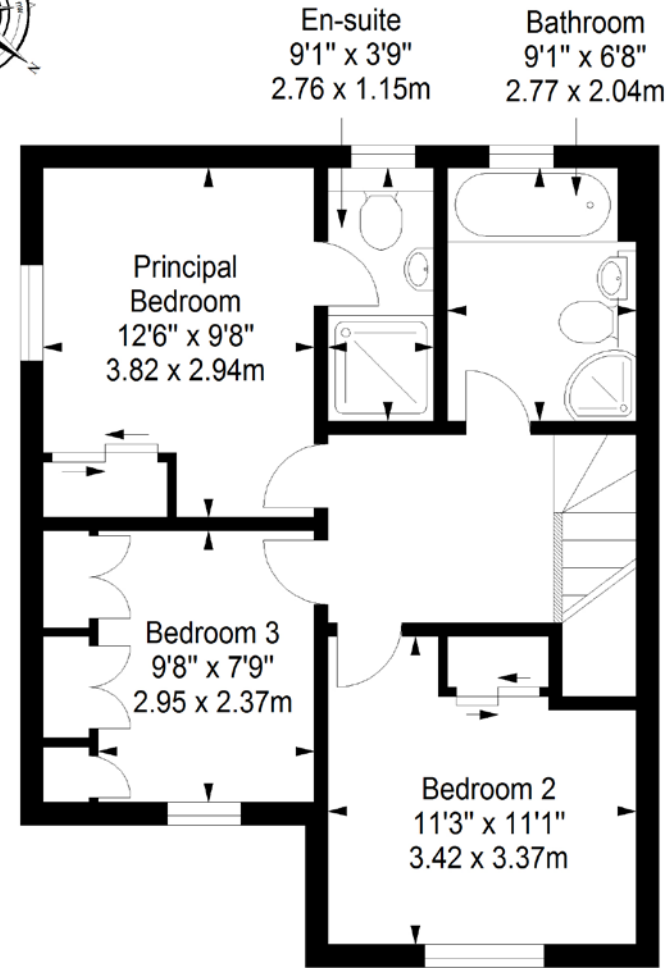 En-suite
9'1" x 3'9"
2.76 x 1.15m
Bathroom
9'1" x 6'8"
2.77 x 2.04m
N
Principal
Bedroom
12'6" x 9'8"
3.82 x 2.94m
Bedroom 3
9'8" x 7'9"
2.95 x 2.37m
Bedroom 2
11'3" x 11'1"
3.42 x 3.37m